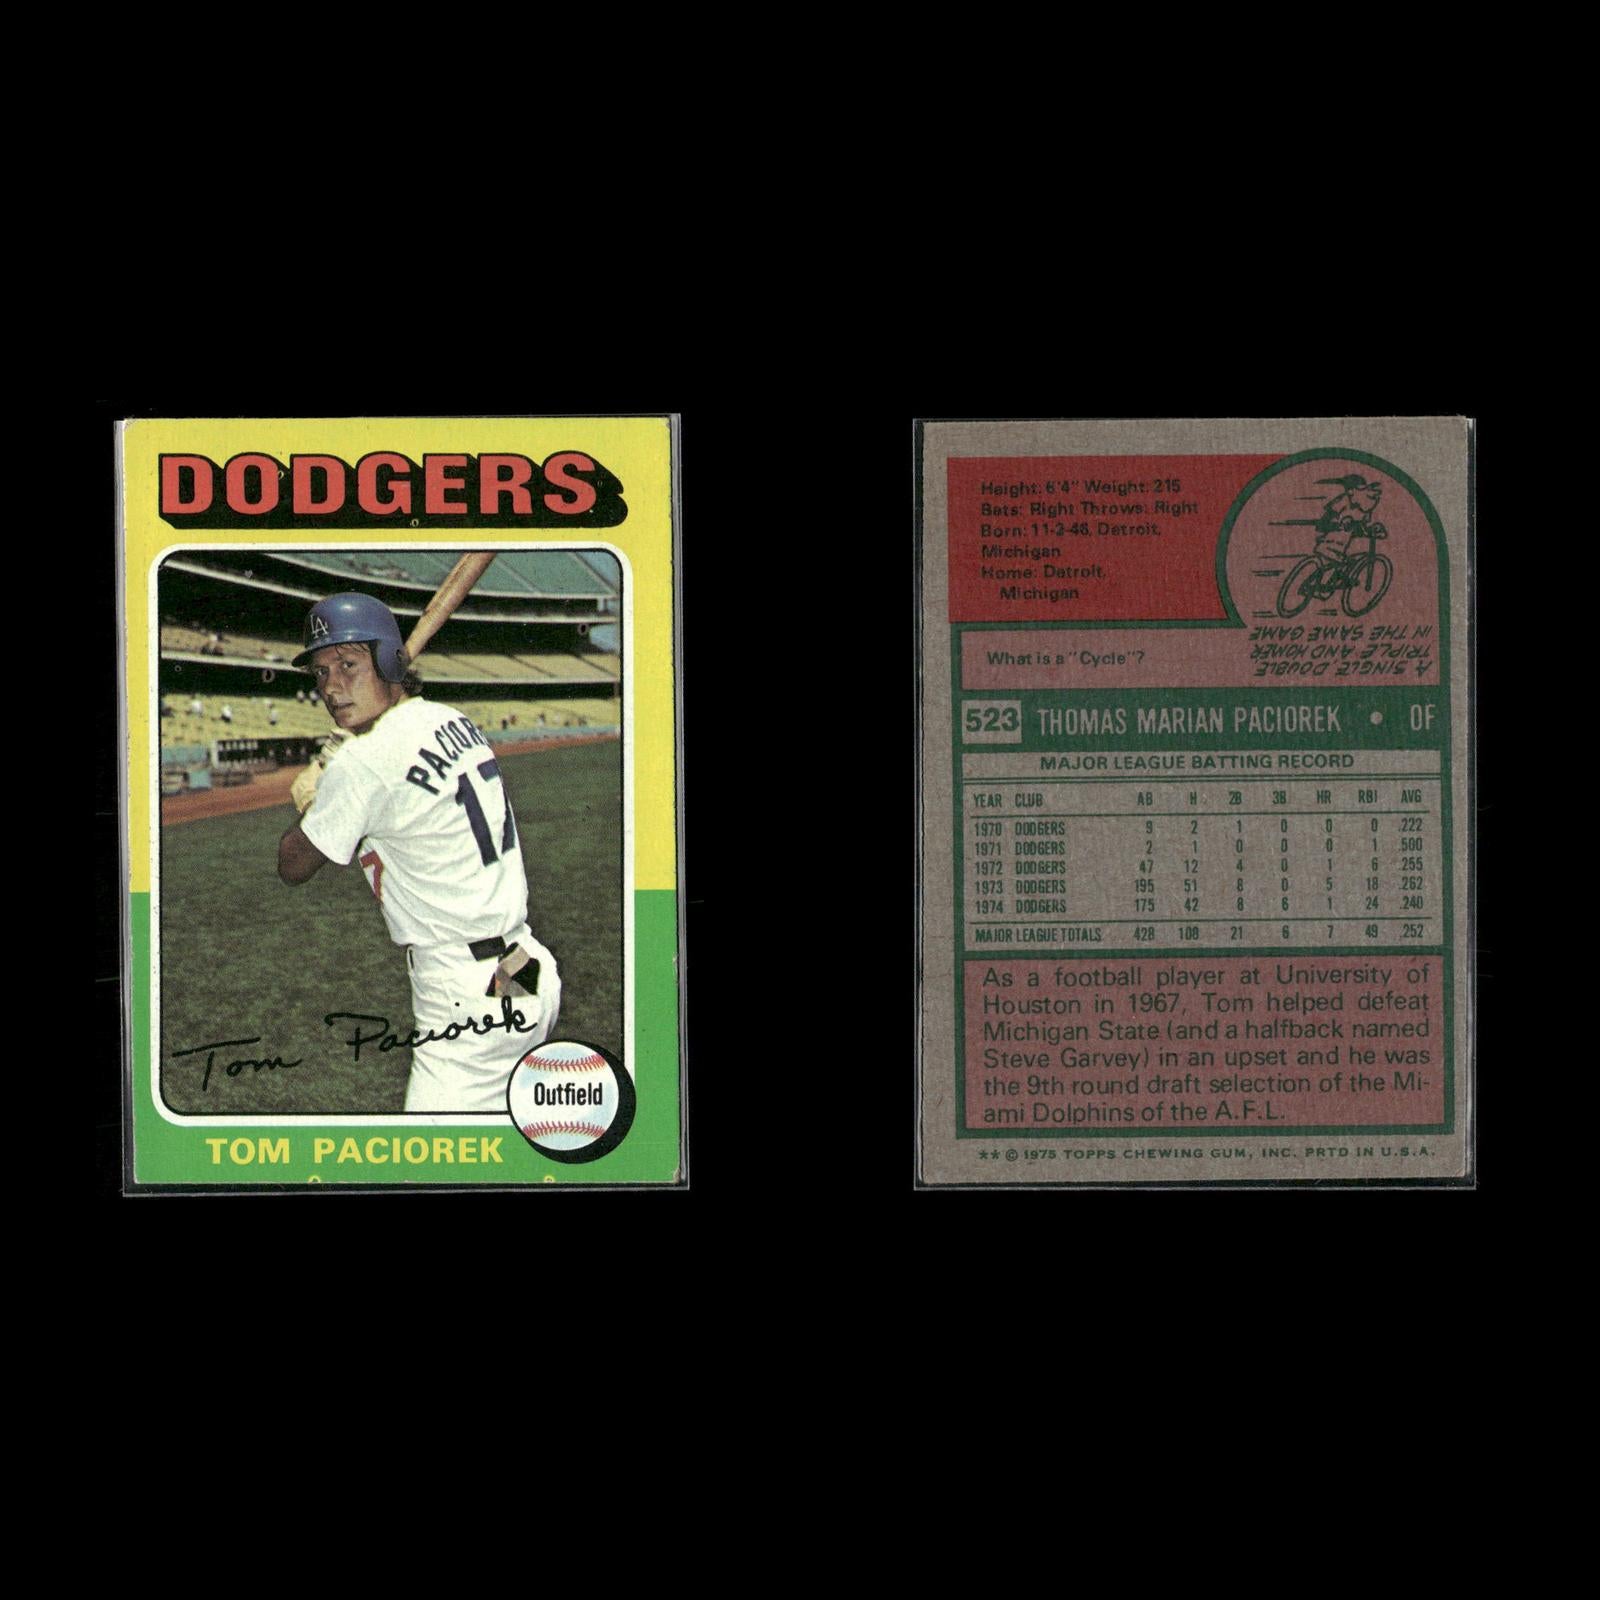 DODGERS
LA
PACIOR
17
7
Tom Paciorek
Outfield
TOM PACIOREK
Height: 6'4" Weight: 215
Bats: Right Throws: Right
Born: 11-2-46, Detroit,
Michigan
Home: Detroit,
Michigan
What is a "Cycle"?
A SINGLE, DOUBLE
TRIPLE AND HOMER
IN THE SAME GAME
523 THOMAS MARIAN PACIOREK • OF
MAJOR LEAGUE BATTING RECORD
YEAR CLUB AB H 2B 3B HR RBI AVG
1970 DODGERS 9 2 1 0 0 0 .222
1971 DODGERS 2 1 0 0 0 1 .500
1972 DODGERS 47 12 4 0 1 6 .255
1973 DODGERS 195 51 8 0 5 18 .262
1974 DODGERS 175 42 8 6 1 24 .240
MAJOR LEAGUE TOTALS 428 108 21 6 7 49 .252
As a football player at University of
Houston in 1967, Tom helped defeat
Michigan State (and a halfback named
Steve Garvey) in an upset and he was
the 9th round draft selection of the Mi-
ami Dolphins of the A.F.L.
** © 1975 TOPPS CHEWING GUM, INC. PRTD IN U.S.A.